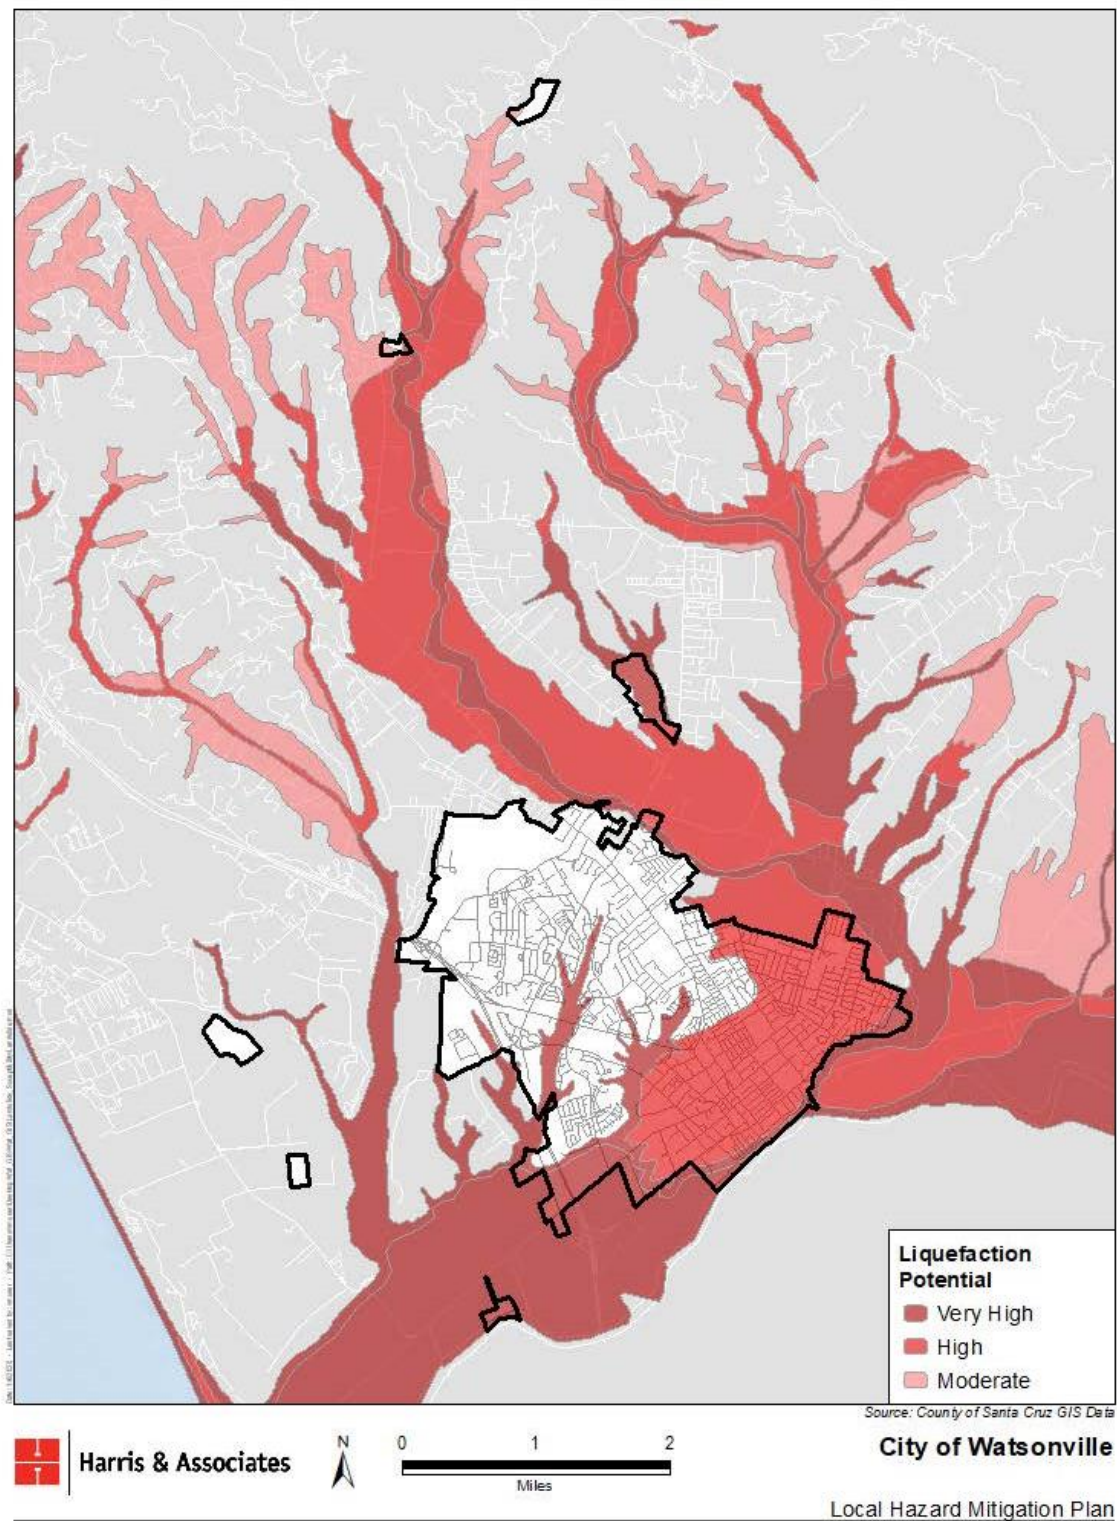 Liquefaction
Potential
Very High
High
Moderate
Source: County of Santa Cruz GIS Data
Harris & Associates
N
0 1 2
Miles
City of Watsonville
Local Hazard Mitigation Plan